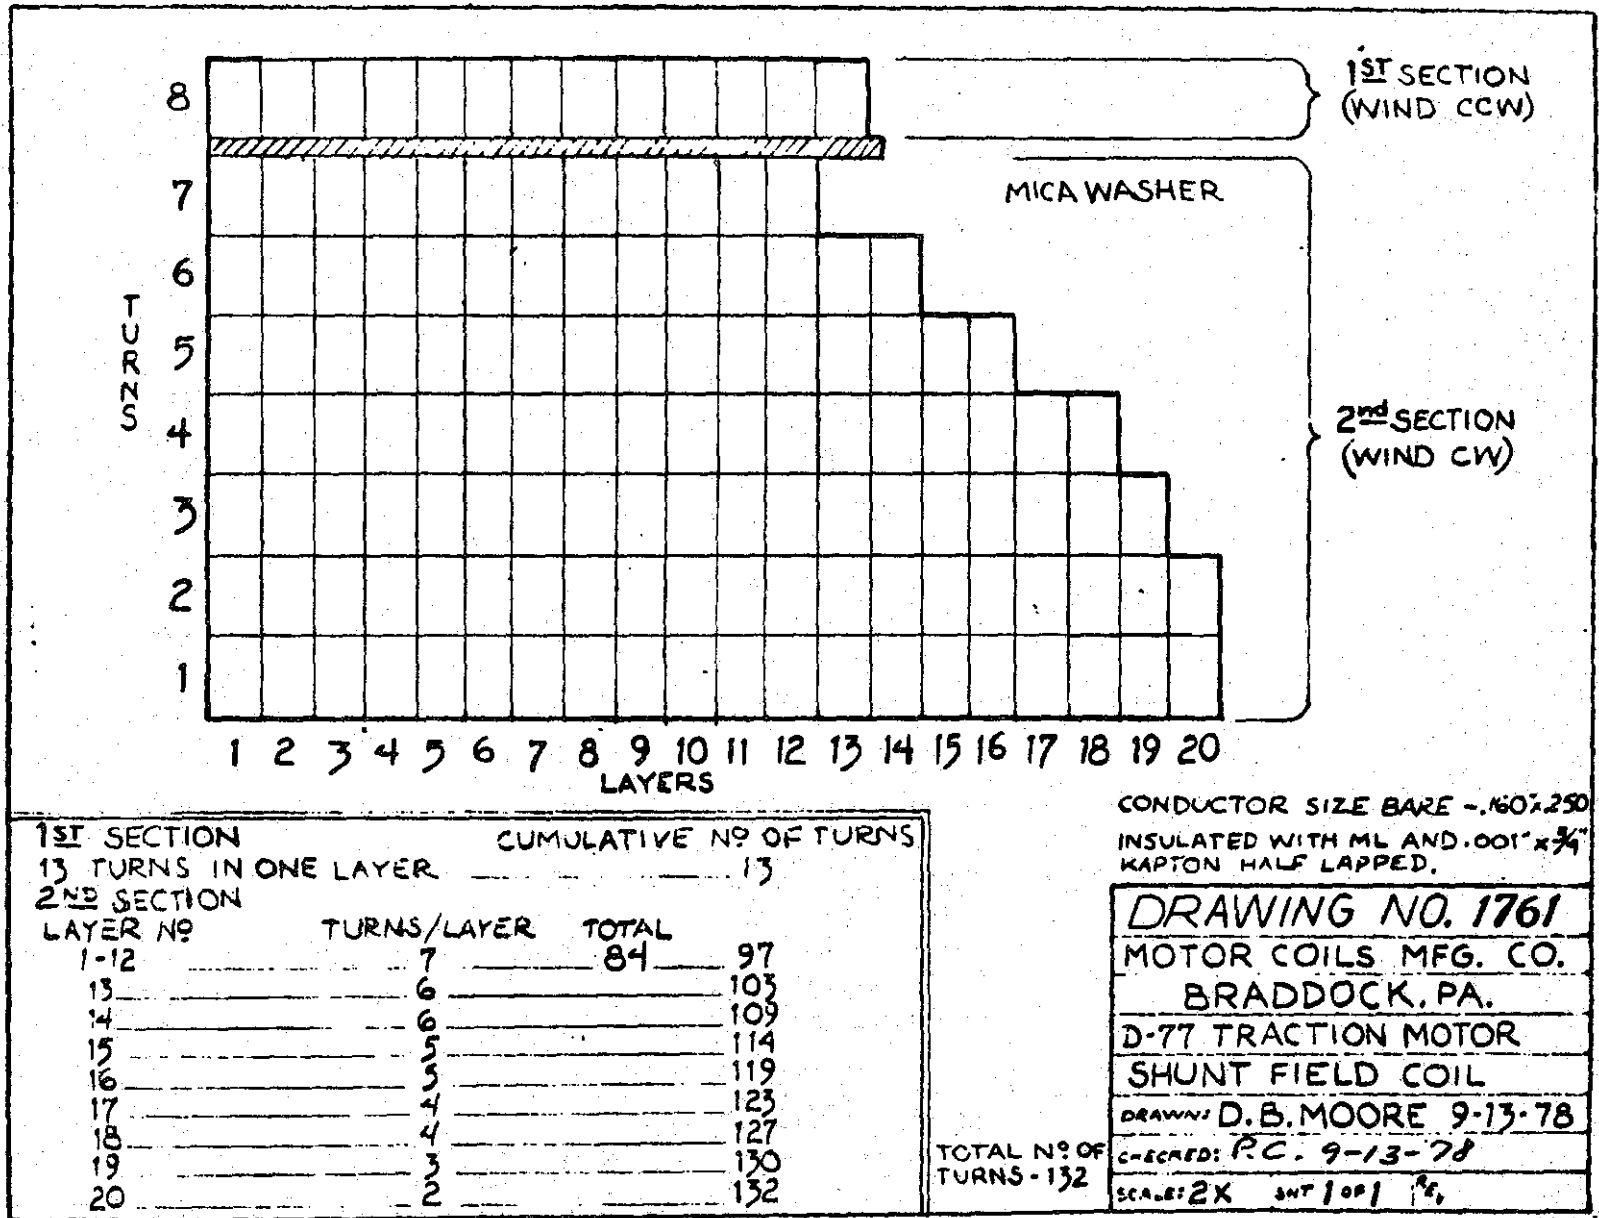 8
1ST SECTION
(WIND CCW)
7
MICA WASHER
6
TURNS
5
4
2nd SECTION
(WIND CW)
3
2
1
1 2 3 4 5 6 7 8 9 10 11 12 13 14 15 16 17 18 19 20
LAYERS
CONDUCTOR SIZE BARE - .160"x.250
INSULATED WITH ML AND .001" x 3/4"
KAPTON HALF LAPPED.
1ST SECTION CUMULATIVE Nº OF TURNS
13 TURNS IN ONE LAYER 13
2ND SECTION
LAYER Nº TURNS/LAYER TOTAL
1-12 7 84 97
13 6 103
14 6 109
15 5 114
16 5 119
17 4 123
18 4 127
19 3 130
20 2 132
TOTAL Nº OF
TURNS - 132
DRAWING NO. 1761
MOTOR COILS MFG. CO.
BRADDOCK, PA.
D-77 TRACTION MOTOR
SHUNT FIELD COIL
DRAWN: D.B. MOORE 9-13-78
CHECKED: P.C. 9-13-78
SCALE: 2X SHT 1 OF 1